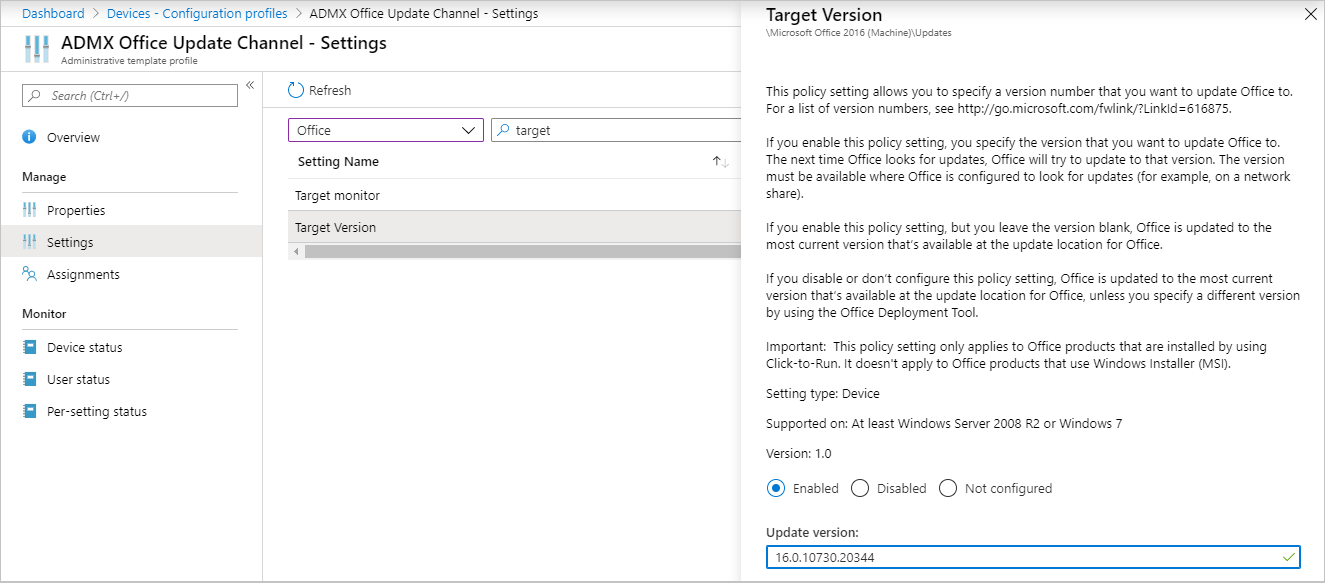 Dashboard > Devices - Configuration profiles > ADMX Office Update Channel - Settings
ADMX Office Update Channel - Settings
Administrative template profile
Search (Ctrl+/)
«
Overview
Manage
Properties
Settings
Assignments
Monitor
Device status
User status
Per-setting status
Refresh
Office
target
Setting Name
Target monitor
Target Version
Target Version
\Microsoft Office 2016 (Machine)\Updates
This policy setting allows you to specify a version number that you want to update Office to.
For a list of version numbers, see http://go.microsoft.com/fwlink/?LinkId=616875.
If you enable this policy setting, you specify the version that you want to update Office to.
The next time Office looks for updates, Office will try to update to that version. The version
must be available where Office is configured to look for updates (for example, on a network
share).
If you enable this policy setting, but you leave the version blank, Office is updated to the
most current version that's available at the update location for Office.
If you disable or don't configure this policy setting, Office is updated to the most current
version that's available at the update location for Office, unless you specify a different version
by using the Office Deployment Tool.
Important:  This policy setting only applies to Office products that are installed by using
Click-to-Run. It doesn't apply to Office products that use Windows Installer (MSI).
Setting type: Device
Supported on: At least Windows Server 2008 R2 or Windows 7
Version: 1.0
Enabled Disabled Not configured
Update version:
16.0.10730.20344